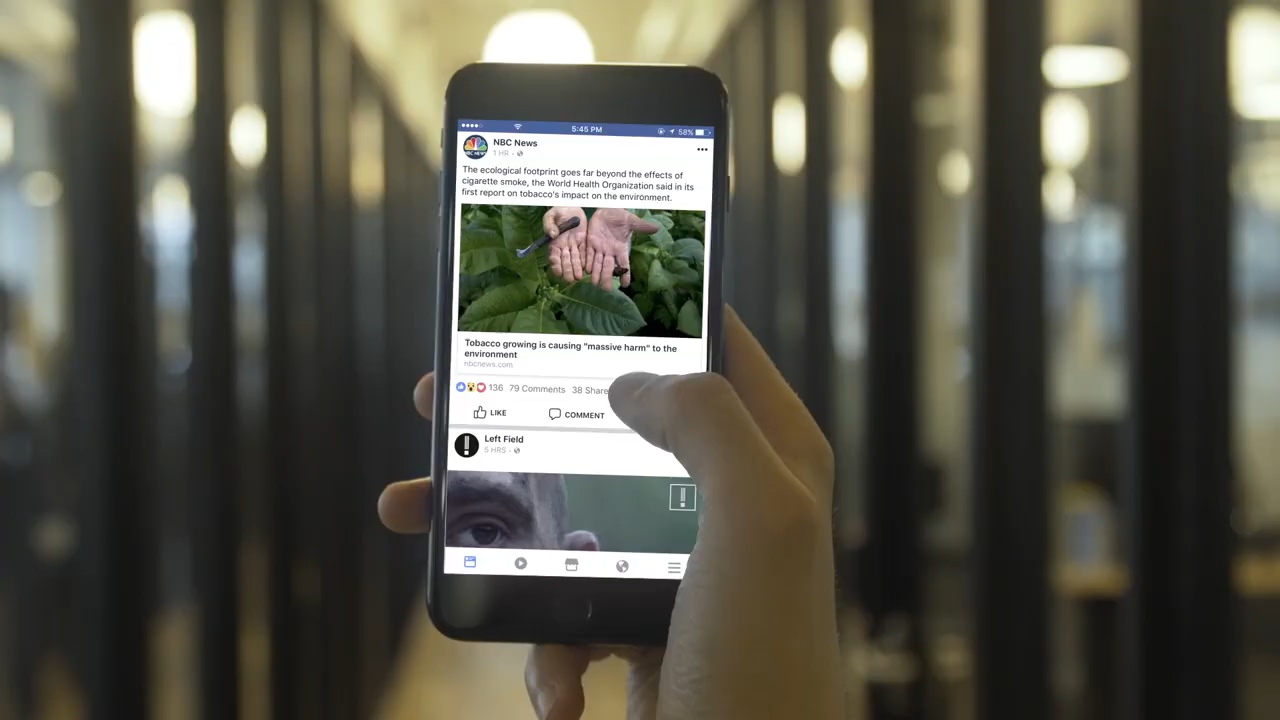 5:45 PM
58%
NBC News
1 HR
The ecological footprint goes far beyond the effects of
cigarette smoke, the World Health Organization said in its
first report on tobacco's impact on the environment.
Tobacco growing is causing "massive harm" to the
environment
nbcnews.com
136 79 Comments 38 Share
LIKE COMMENT
Left Field
5 HRS